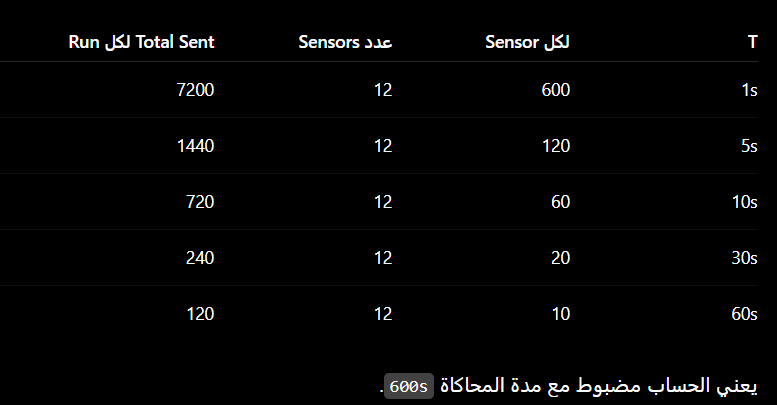 T لكل Sensor عدد Sensors Total Sent لكل Run
1s 600 12 7200
5s 120 12 1440
10s 60 12 720
30s 20 12 240
60s 10 12 120
يعني الحساب مضبوط مع مدة المحاكاة 600s.